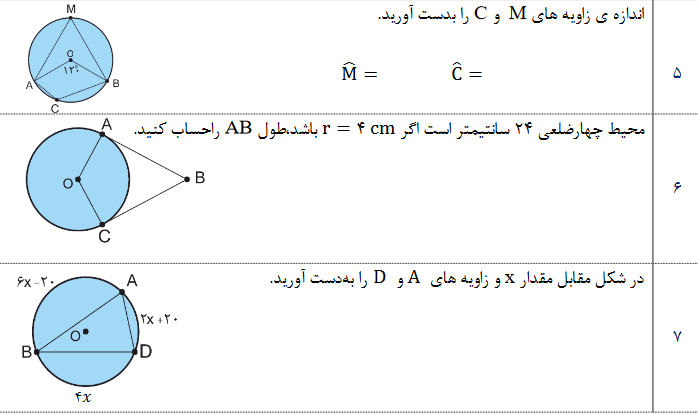 ۵
اندازه ی زاویه های M و C را بدست آورید.
M̂ =
Ĉ =
M
O
۱۲۰°
A
B
C
۶
محیط چهارضلعی ۲۴ سانتیمتر است اگر r = ۴ cm باشد،طول AB راحساب کنید.
A
O
B
C
۷
در شکل مقابل مقدار x و زاویه های A و D را به‌دست آورید.
۶x−۲۰
A
۲x+۲۰
O
B
D
۴x